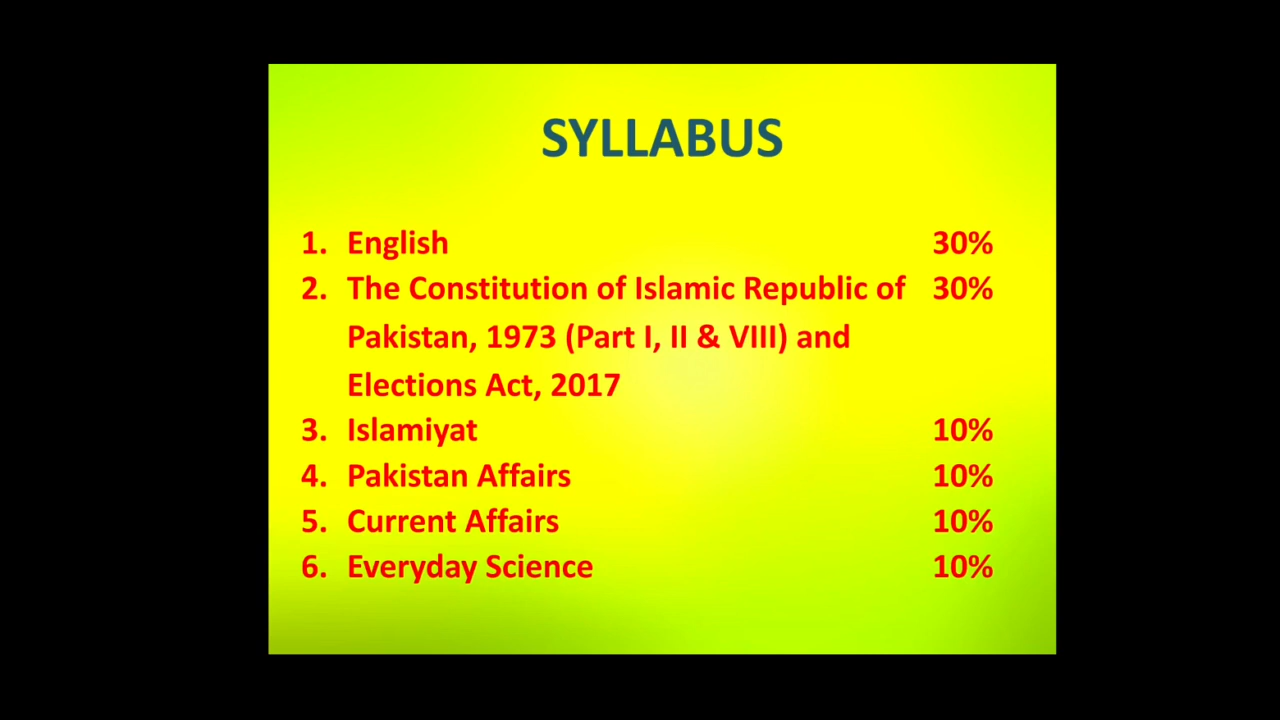 SYLLABUS
1. English 30%
2. The Constitution of Islamic Republic of 30%
Pakistan, 1973 (Part I, II & VIII) and
Elections Act, 2017
3. Islamiyat 10%
4. Pakistan Affairs 10%
5. Current Affairs 10%
6. Everyday Science 10%